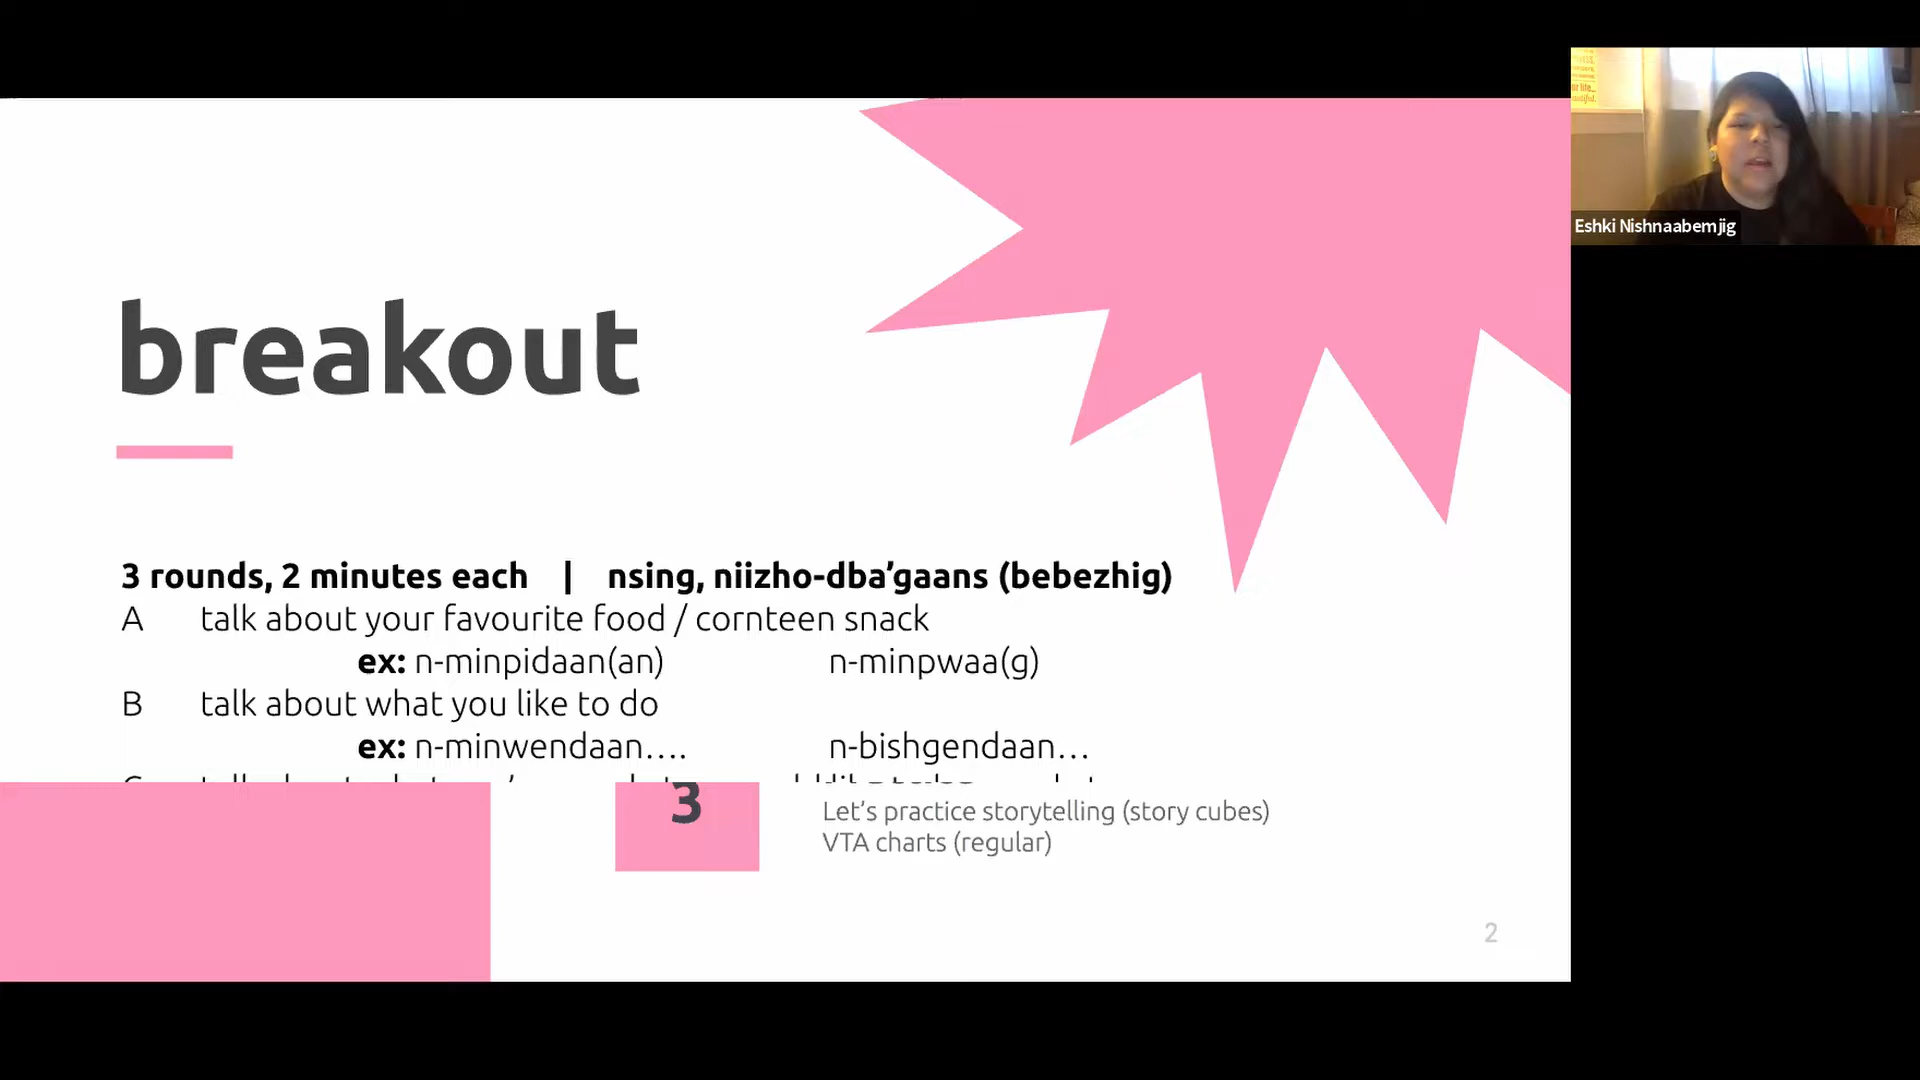 breakout
3 rounds, 2 minutes each | nsing, niizho-dba'gaans (bebezhig)
A talk about your favourite food / cornteen snack
ex: n-minpidaan(an) n-minpwaa(g)
B talk about what you like to do
ex: n-minwendaan.... n-bishgendaan...
3
Let's practice storytelling (story cubes)
VTA charts (regular)
2
Eshki Nishnaabemjig